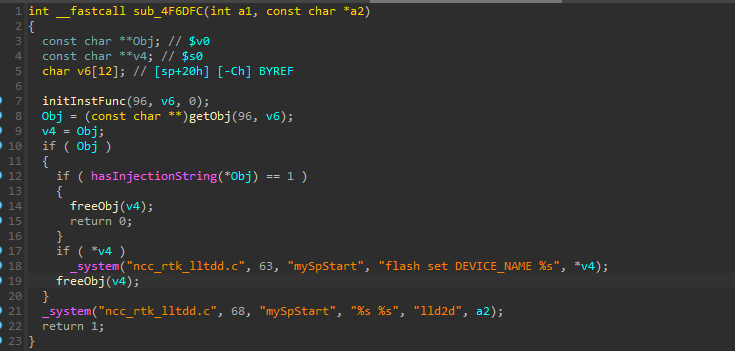 1 int __fastcall sub_4F6DFC(int a1, const char *a2)
2 {
3   const char **Obj; // $v0
4   const char **v4; // $s0
5   char v6[12]; // [sp+20h] [-Ch] BYREF
6
7   initInstFunc(96, v6, 0);
8   Obj = (const char **)getObj(96, v6);
9   v4 = Obj;
10   if ( Obj )
11   {
12     if ( hasInjectionString(*Obj) == 1 )
13     {
14       freeObj(v4);
15       return 0;
16     }
17     if ( *v4 )
18       _system("ncc_rtk_lltdd.c", 63, "mySpStart", "flash set DEVICE_NAME %s", *v4);
19     freeObj(v4);
20   }
21   _system("ncc_rtk_lltdd.c", 68, "mySpStart", "%s %s", "lld2d", a2);
22   return 1;
23 }